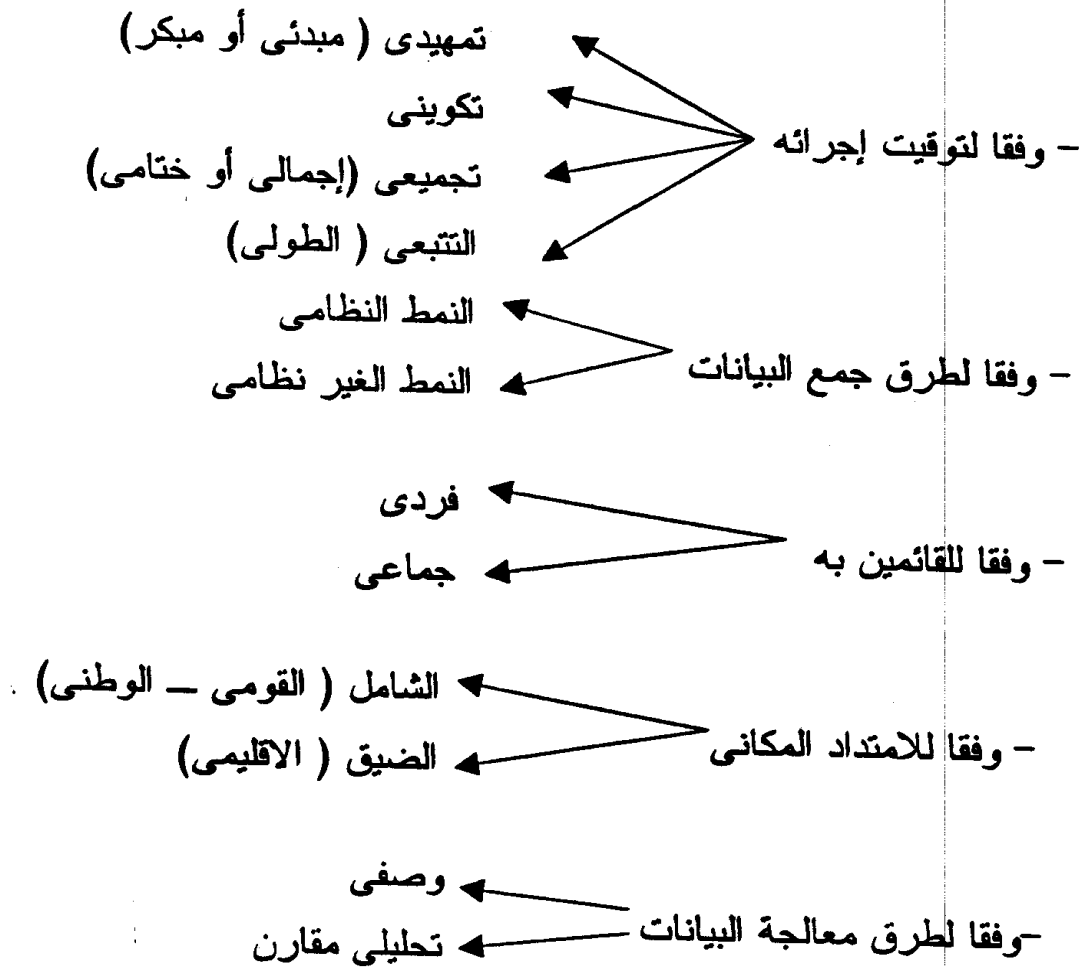 تمهيدى ( مبدئى أو مبكر)
تكوينى
- وفقا لتوقيت إجرائه
تجميعى (إجمالى أو ختامى)
التتبعى ( الطولى)
النمط النظامى
- وفقا لطرق جمع البيانات
النمط الغير نظامى
فردى
- وفقا للقائمين به
جماعى
الشامل ( القومى – الوطنى)
- وفقا للامتداد المكانى
الضيق ( الاقليمى)
وصفى
-وفقا لطرق معالجة البيانات
تحليلى مقارن